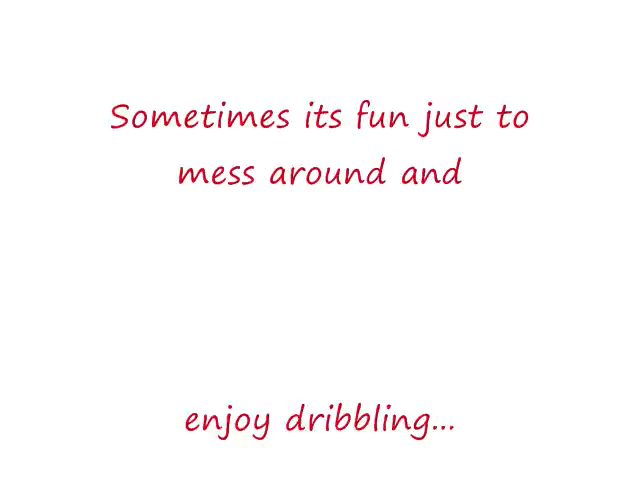 Sometimes its fun just to
mess around and
enjoy dribbling...